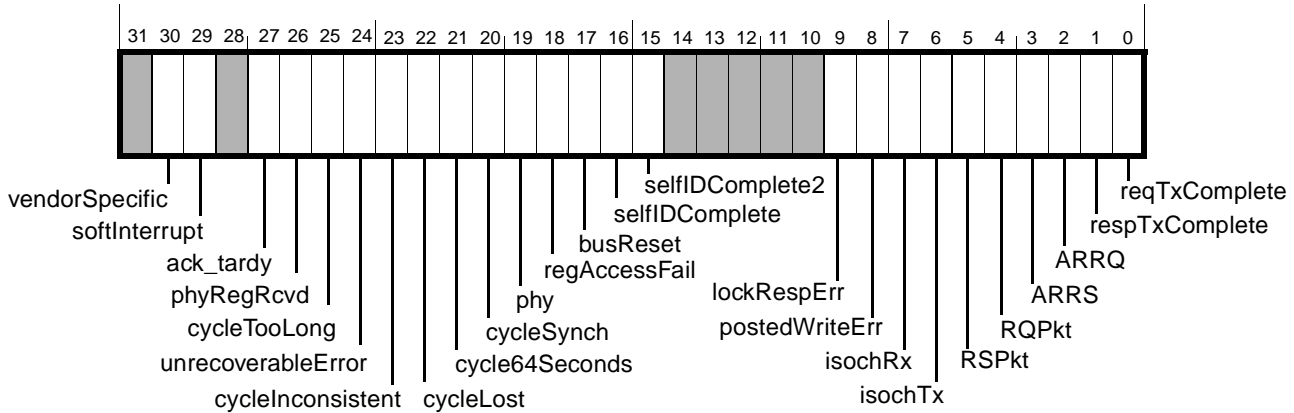 31 30 29 28 27 26 25 24 23 22 21 20 19 18 17 16 15 14 13 12 11 10 9 8 7 6 5 4 3 2 1 0
vendorSpecific
softInterrupt
ack_tardy
phyRegRcvd
cycleTooLong
unrecoverableError
cycleInconsistent
cycleLost
cycle64Seconds
cycleSynch
phy
regAccessFail
busReset
selfIDComplete
selfIDComplete2
lockRespErr
postedWriteErr
isochRx
isochTx
RSPkt
RQPkt
ARRS
ARRQ
respTxComplete
reqTxComplete